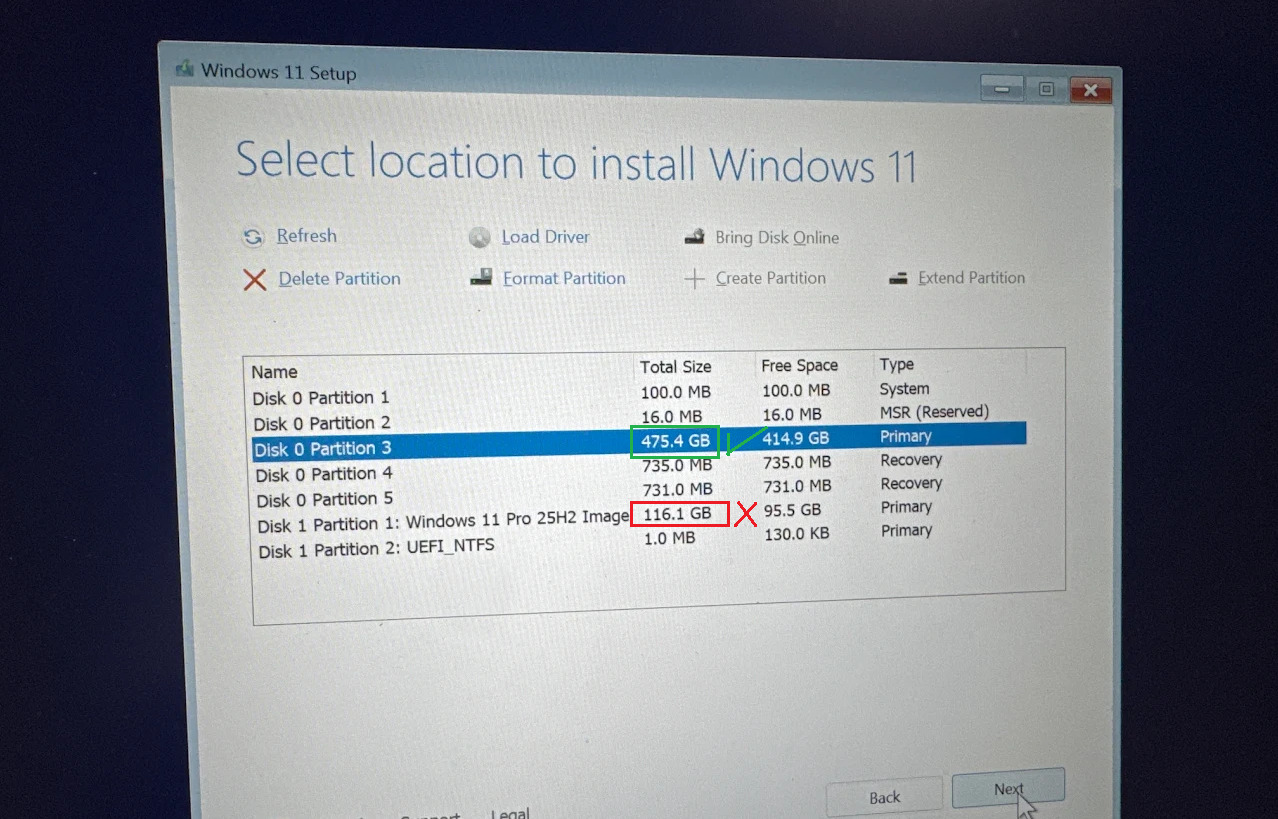 Windows 11 Setup
Select location to install Windows 11
Refresh Load Driver Bring Disk Online
Delete Partition Format Partition Create Partition Extend Partition
Name Total Size Free Space Type
Disk 0 Partition 1 100.0 MB 100.0 MB System
Disk 0 Partition 2 16.0 MB 16.0 MB MSR (Reserved)
Disk 0 Partition 3 475.4 GB 414.9 GB Primary
Disk 0 Partition 4 735.0 MB 735.0 MB Recovery
Disk 0 Partition 5 731.0 MB 731.0 MB Recovery
Disk 1 Partition 1: Windows 11 Pro 25H2 Image 116.1 GB 95.5 GB Primary
Disk 1 Partition 2: UEFI_NTFS 1.0 MB 130.0 KB Primary
Back Next
Support Legal